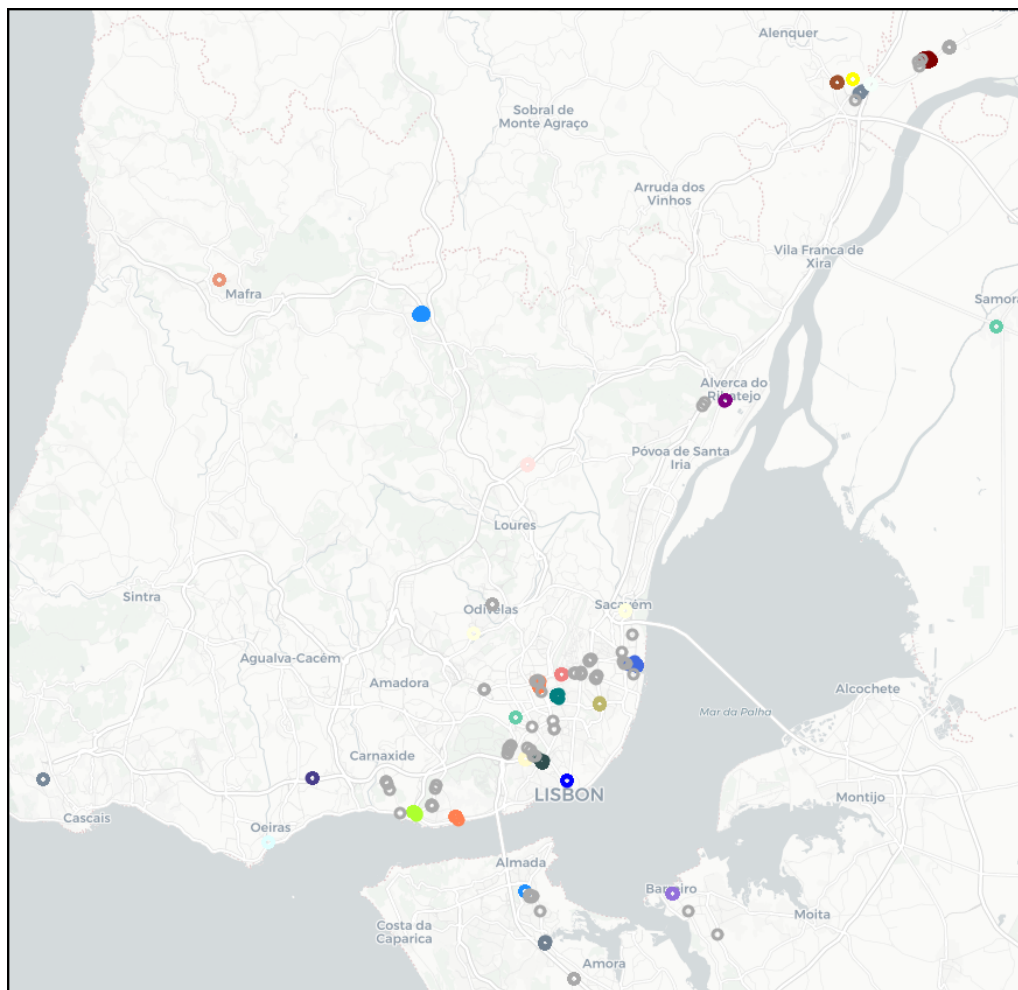 Alenquer
Sobral de
Monte Agraço
Arruda dos
Vinhos
Vila Franca de
Xira
Mafra
Samora
Alverca do
Ribatejo
Póvoa de Santa
Iria
Loures
Sintra
Odivelas
Sacavém
Agualva-Cacém
Amadora
Alcochete
Mar da Palha
Carnaxide
LISBON
Montijo
Cascais
Oeiras
Almada
Barreiro
Costa da
Caparica
Moita
Amora